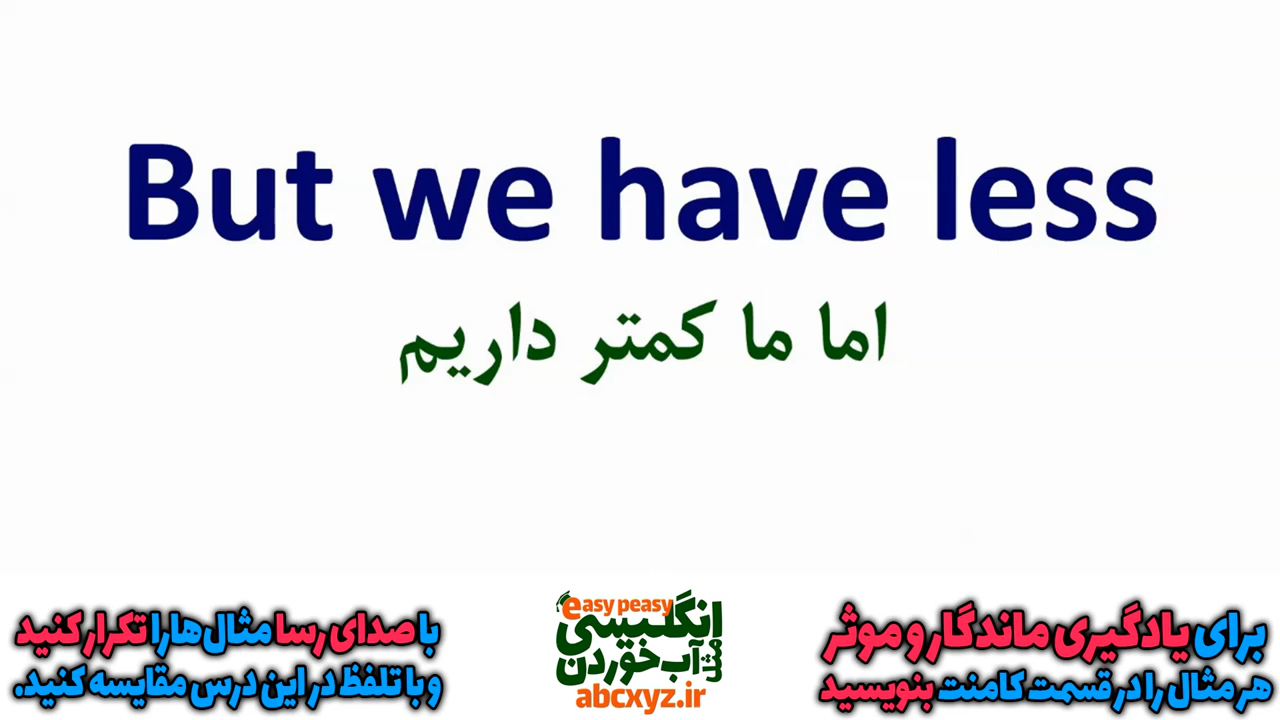 But we have less
اما ما کمتر داریم
برای یادگیری ماندگار و موثر
هر مثال را در قسمت کامنت بنویسید
easy peasy
انگلیسی
مثل آب خوردن
abcxyz.ir
با صدای رسا مثال‌ها را تکرار کنید
و با تلفظ در این درس مقایسه کنید.